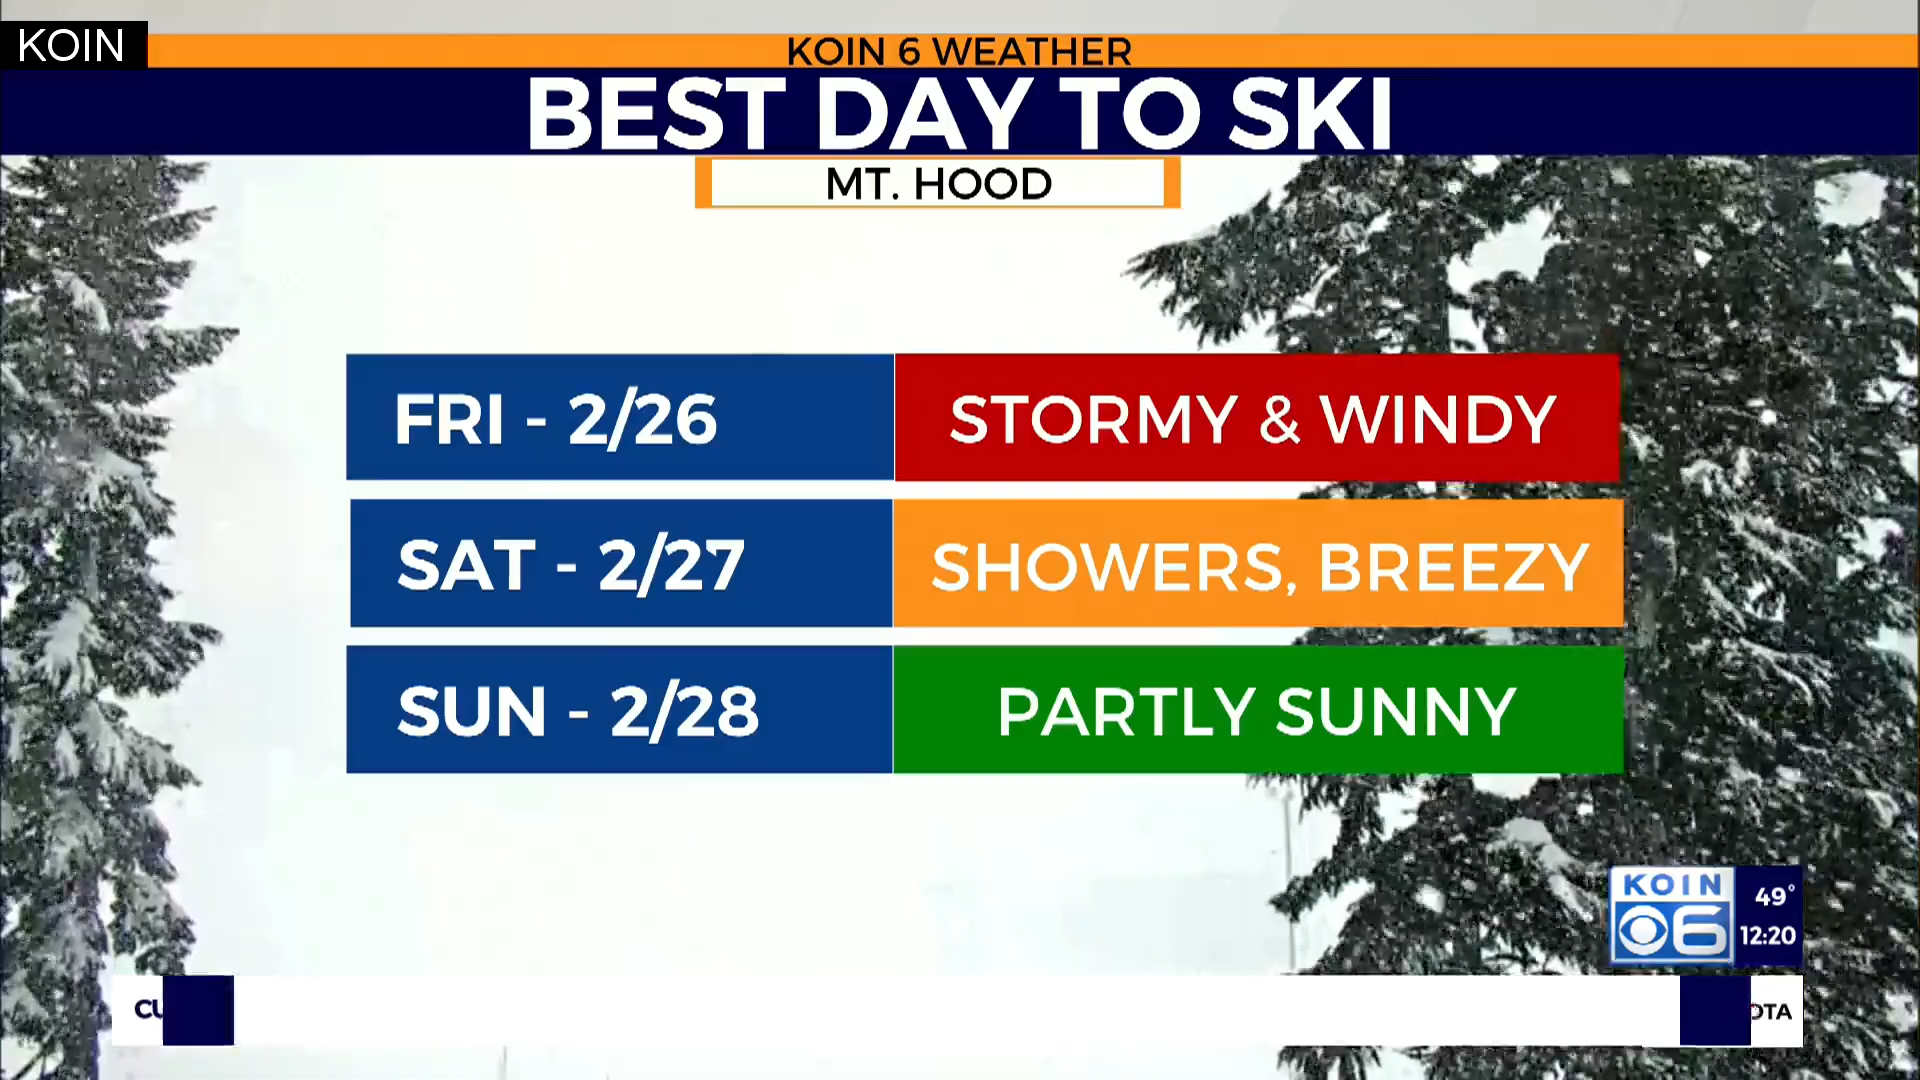 KOIN
KOIN 6 WEATHER
BEST DAY TO SKI
MT. HOOD
FRI - 2/26
STORMY & WINDY
SAT - 2/27
SHOWERS, BREEZY
SUN - 2/28
PARTLY SUNNY
KOIN
6
49°
12:20